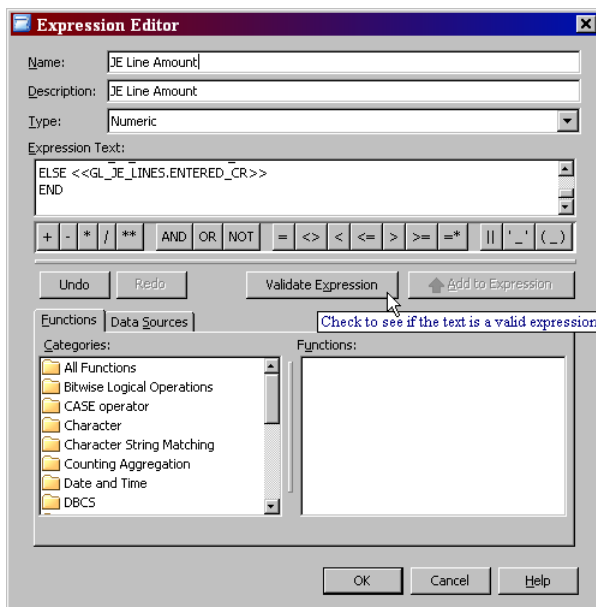 Expression Editor
Name: JE Line Amount
Description: JE Line Amount
Type: Numeric
Expression Text:
ELSE <<GL_JE_LINES.ENTERED_CR>>
END
+ - * / ** AND OR NOT = <> < <= > >= =* || '_' (_)
Undo Redo Validate Expression Add to Expression
Functions Data Sources
Check to see if the text is a valid expression
Categories: Functions:
All Functions
Bitwise Logical Operations
CASE operator
Character
Character String Matching
Counting Aggregation
Date and Time
DBCS
OK Cancel Help